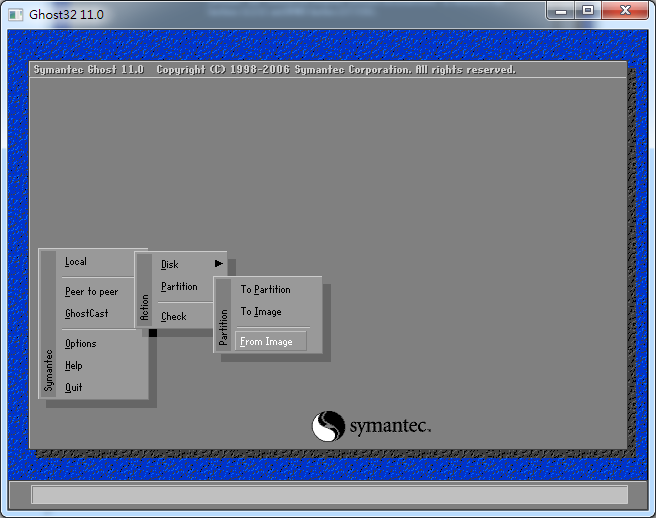 Ghost32 11.0
Symantec Ghost 11.0 Copyright (C) 1998-2006 Symantec Corporation. All rights reserved.
Symantec
Local
Peer to peer
GhostCast
Options
Help
Quit
Action
Disk
Partition
Check
Partition
To Partition
To Image
From Image
symantec™